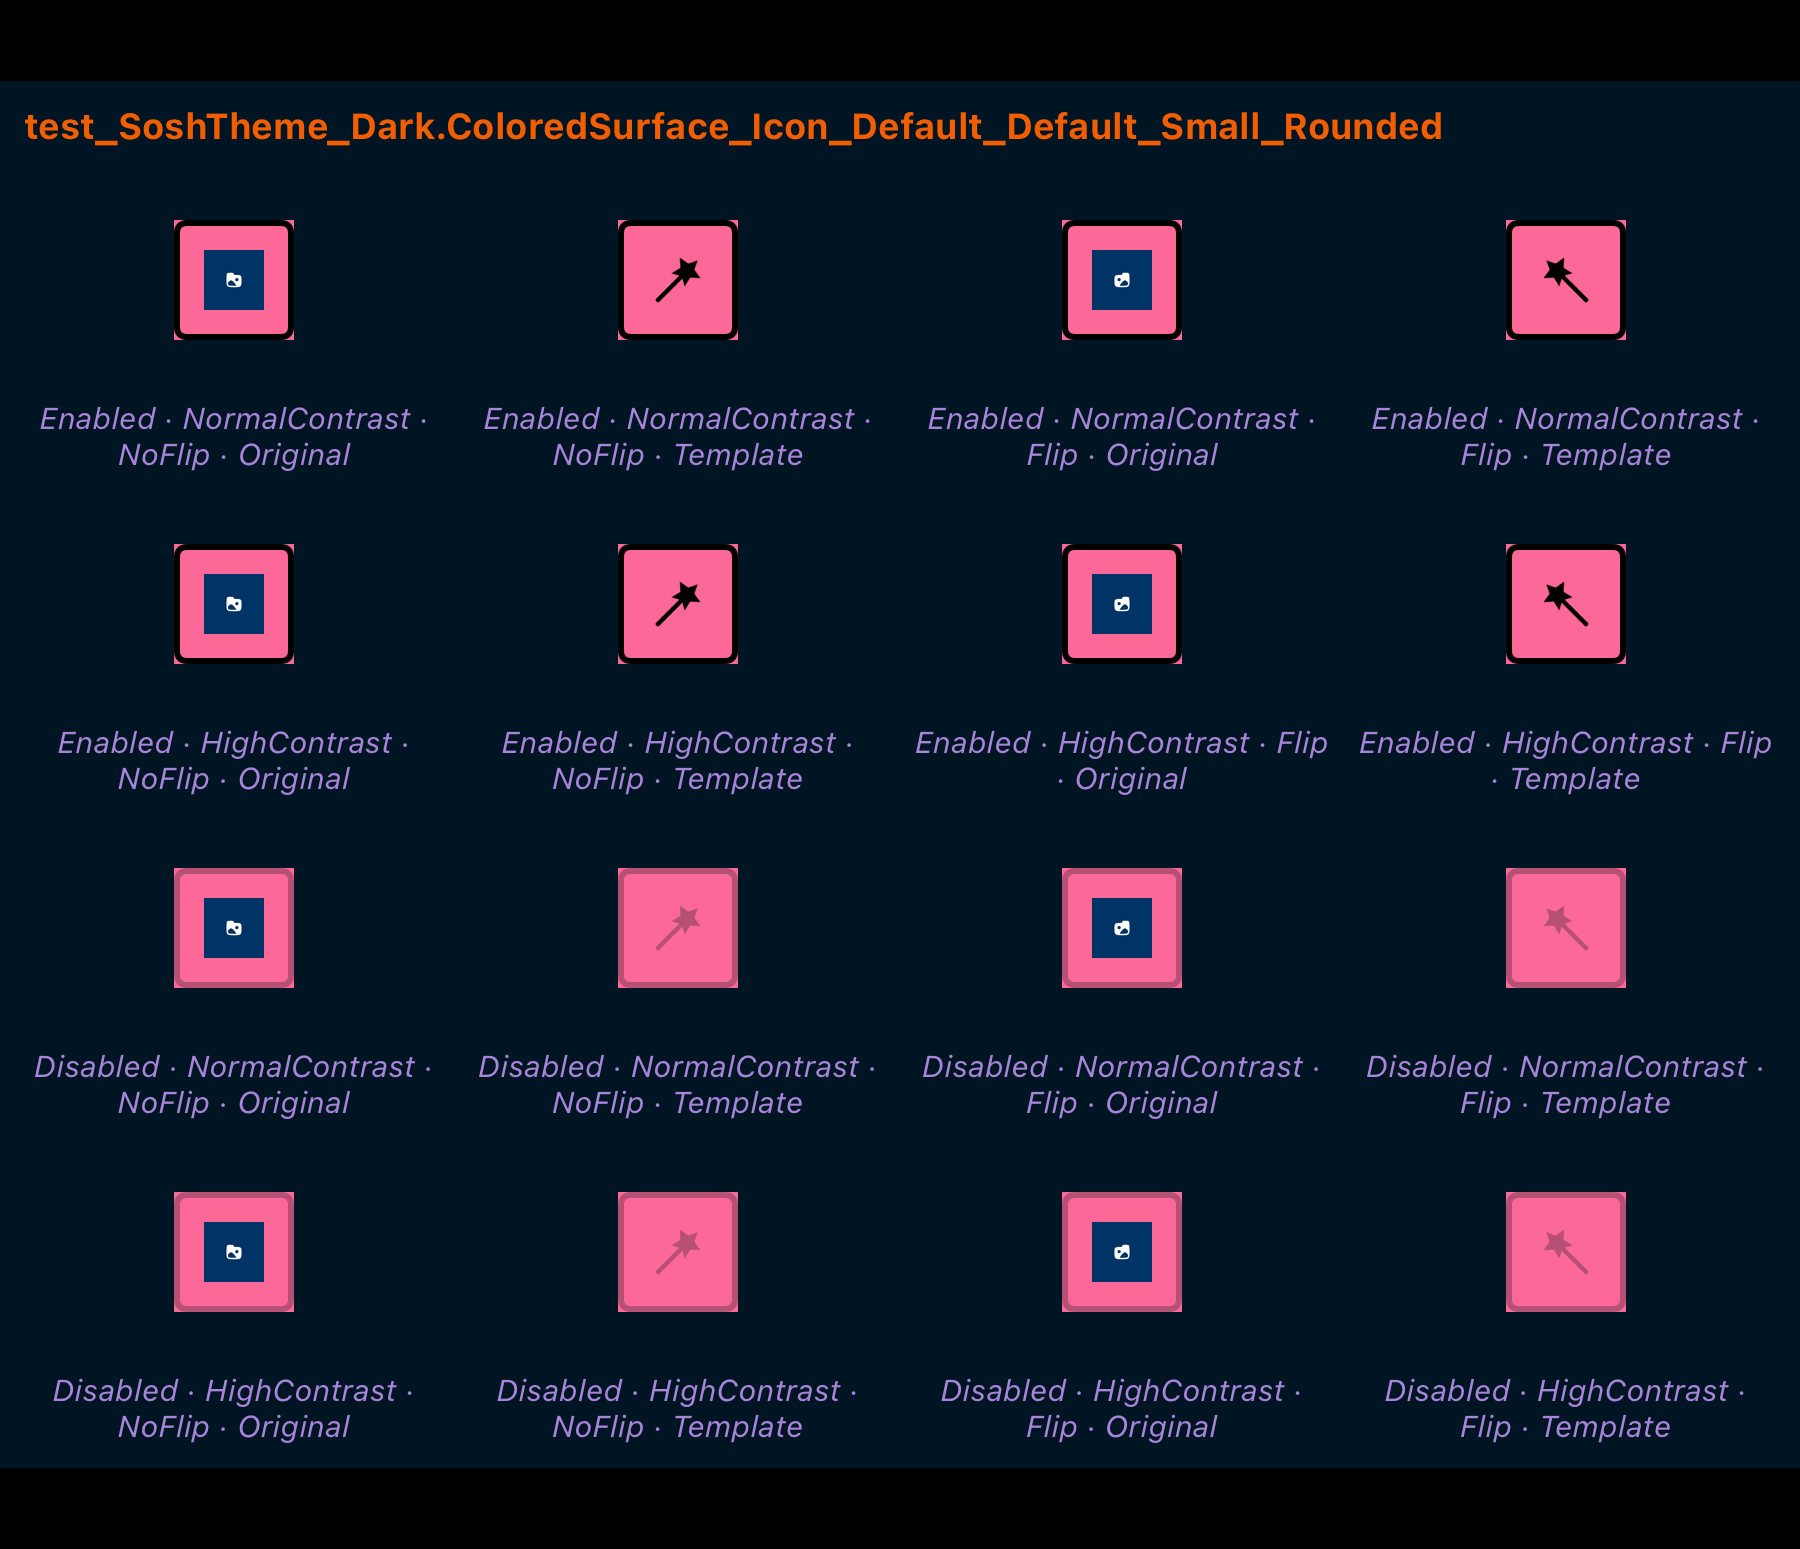 test_SoshTheme_Dark.ColoredSurface_Icon_Default_Default_Small_Rounded
Enabled · NormalContrast ·
NoFlip · Original
Enabled · NormalContrast ·
NoFlip · Template
Enabled · NormalContrast ·
Flip · Original
Enabled · NormalContrast ·
Flip · Template
Enabled · HighContrast ·
NoFlip · Original
Enabled · HighContrast ·
NoFlip · Template
Enabled · HighContrast · Flip
· Original
Enabled · HighContrast · Flip
· Template
Disabled · NormalContrast ·
NoFlip · Original
Disabled · NormalContrast ·
NoFlip · Template
Disabled · NormalContrast ·
Flip · Original
Disabled · NormalContrast ·
Flip · Template
Disabled · HighContrast ·
NoFlip · Original
Disabled · HighContrast ·
NoFlip · Template
Disabled · HighContrast ·
Flip · Original
Disabled · HighContrast ·
Flip · Template